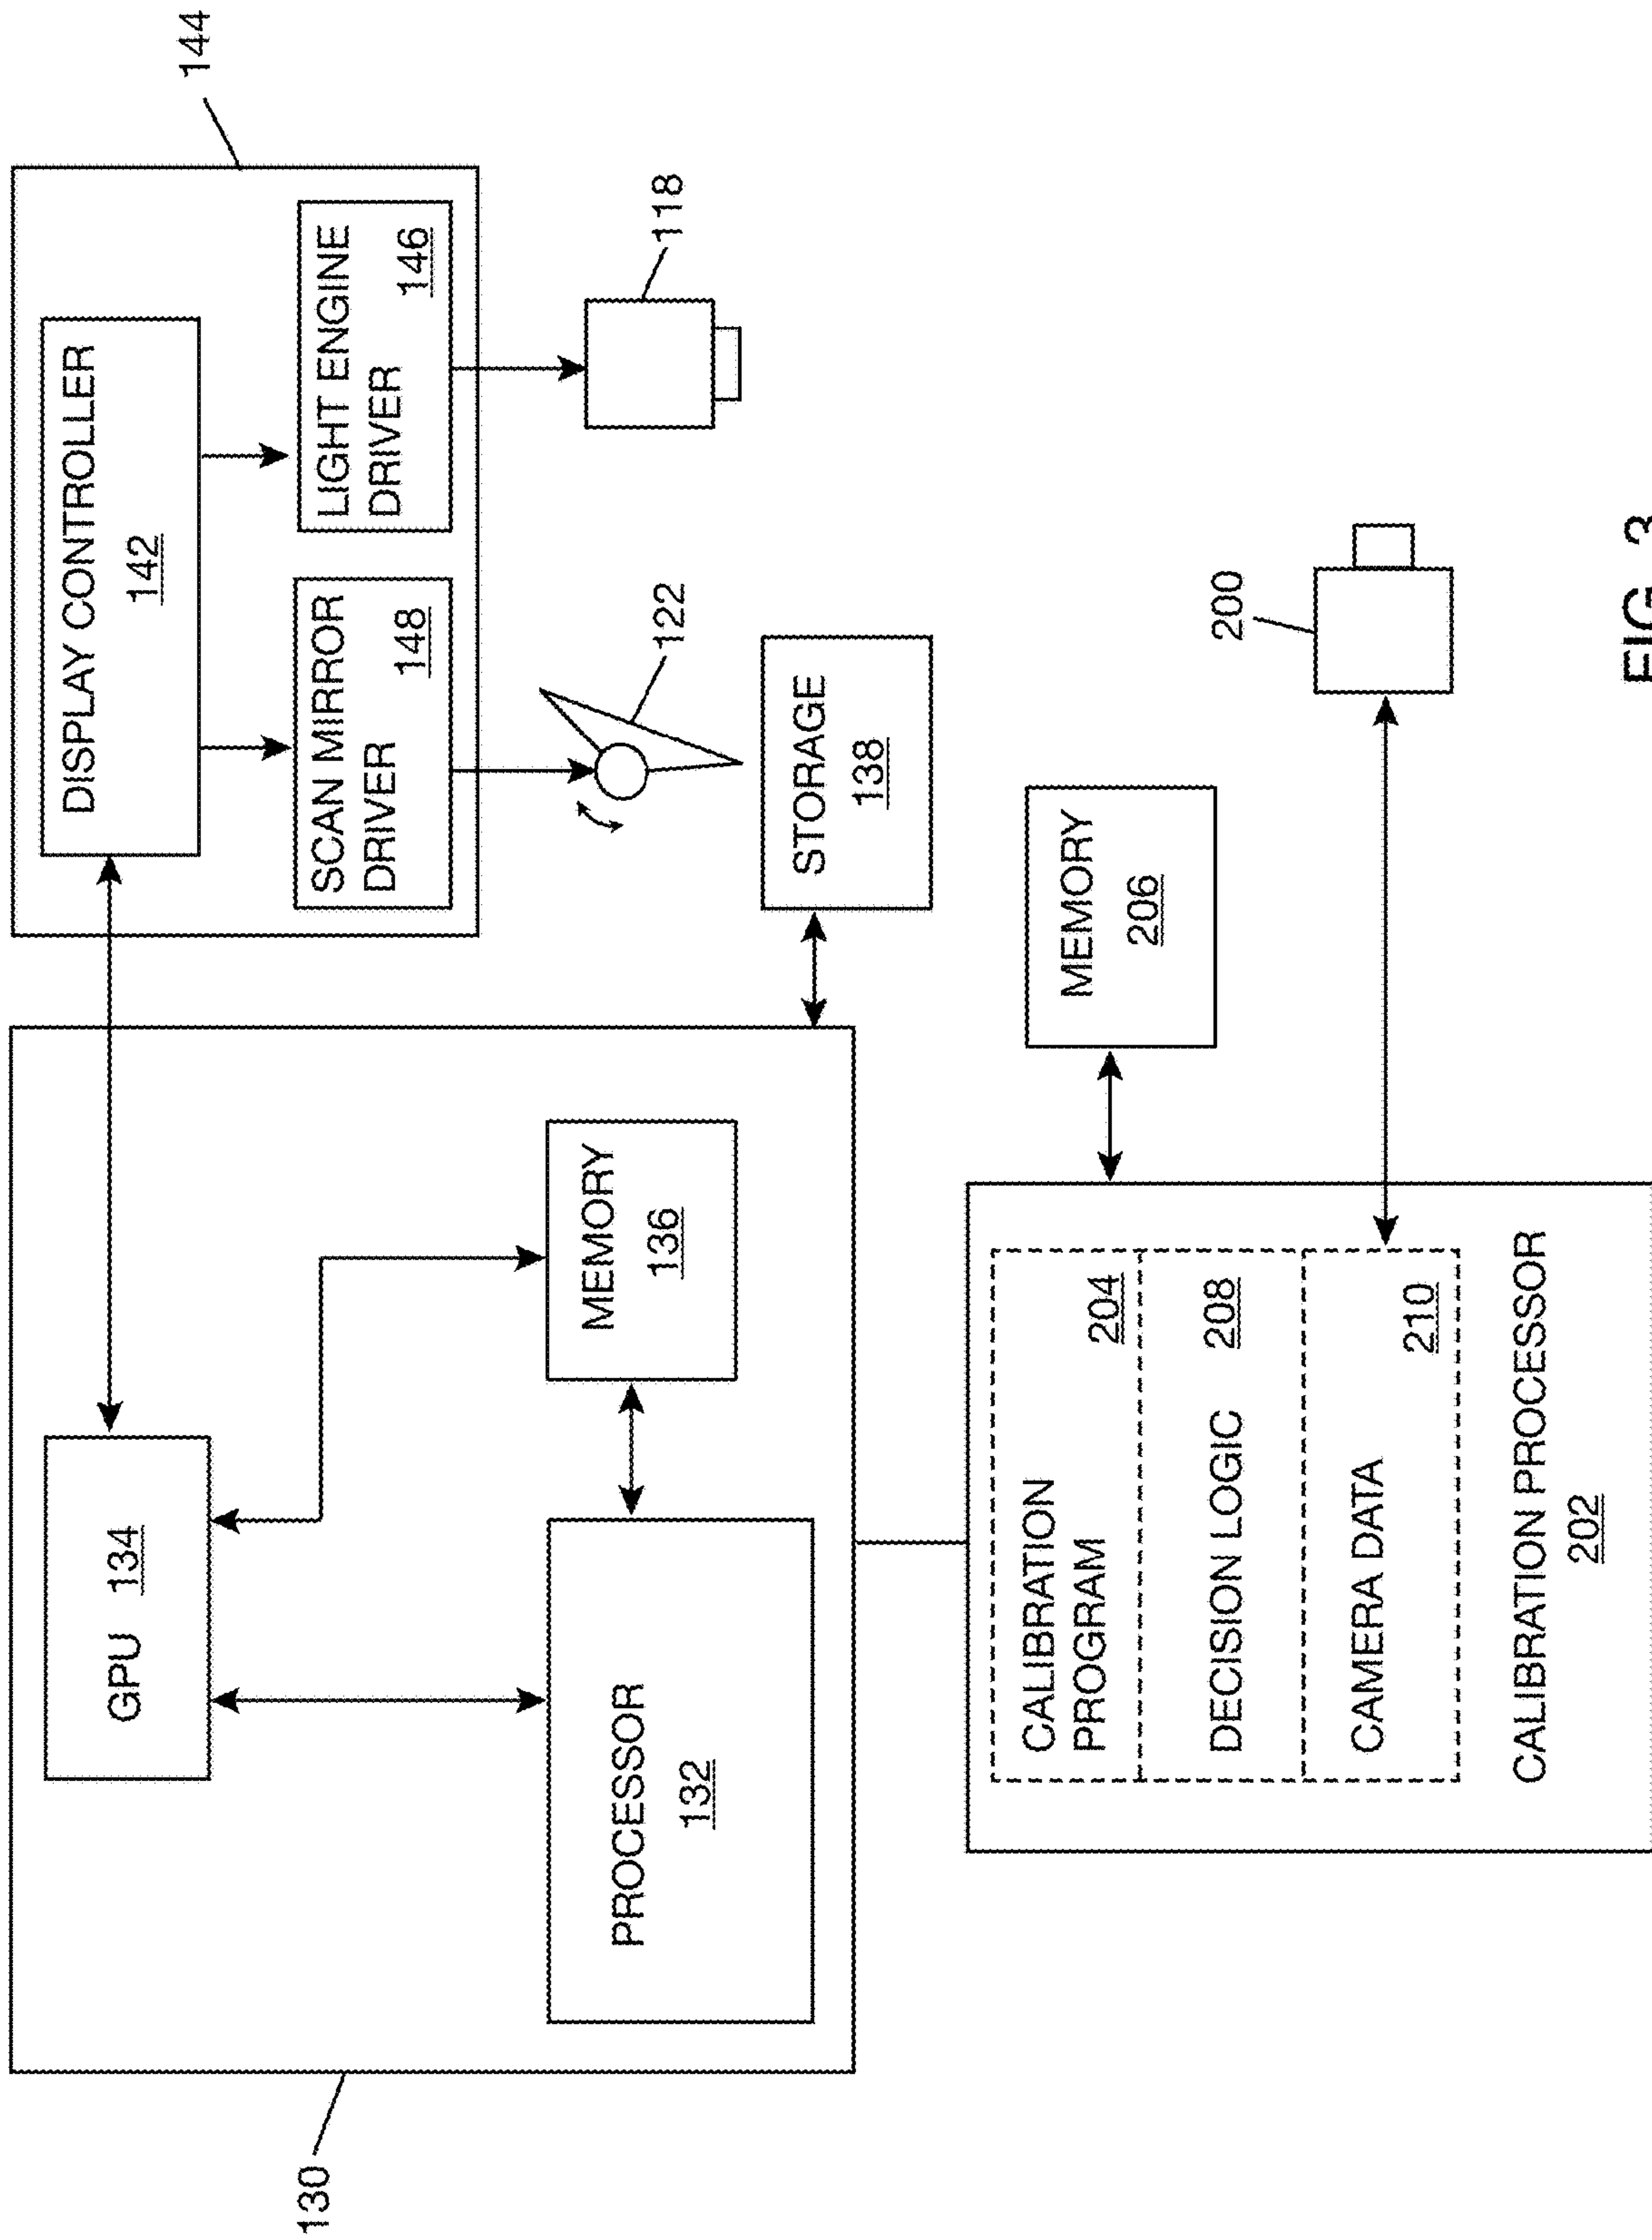 130
GPU 134
PROCESSOR
132
MEMORY
136
DISPLAY CONTROLLER
142
144
SCAN MIRROR
DRIVER 148
LIGHT ENGINE
DRIVER 146
122
118
STORAGE
138
CALIBRATION
PROGRAM 204
DECISION LOGIC 208
CAMERA DATA 210
CALIBRATION PROCESSOR
202
MEMORY
206
200
FIG. 3